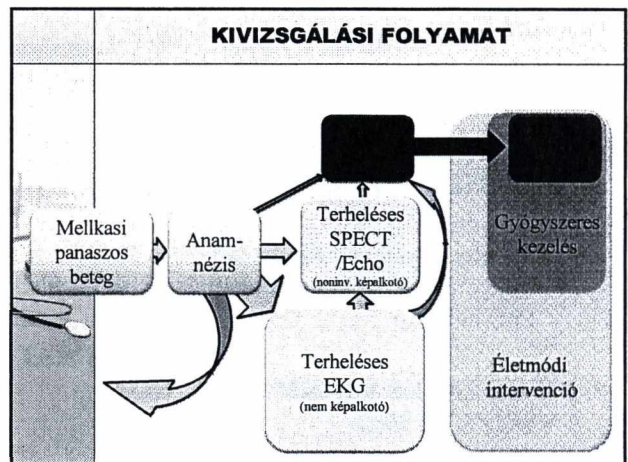 KIVIZSGÁLÁSI FOLYAMAT
Mellkasi
panaszos
beteg
Anam-
nézis
Terheléses
SPECT
/Echo
(noninv. képalkotó)
Terheléses
EKG
(nem képalkotó)
Gyógyszeres
kezelés
Életmódi
intervenció